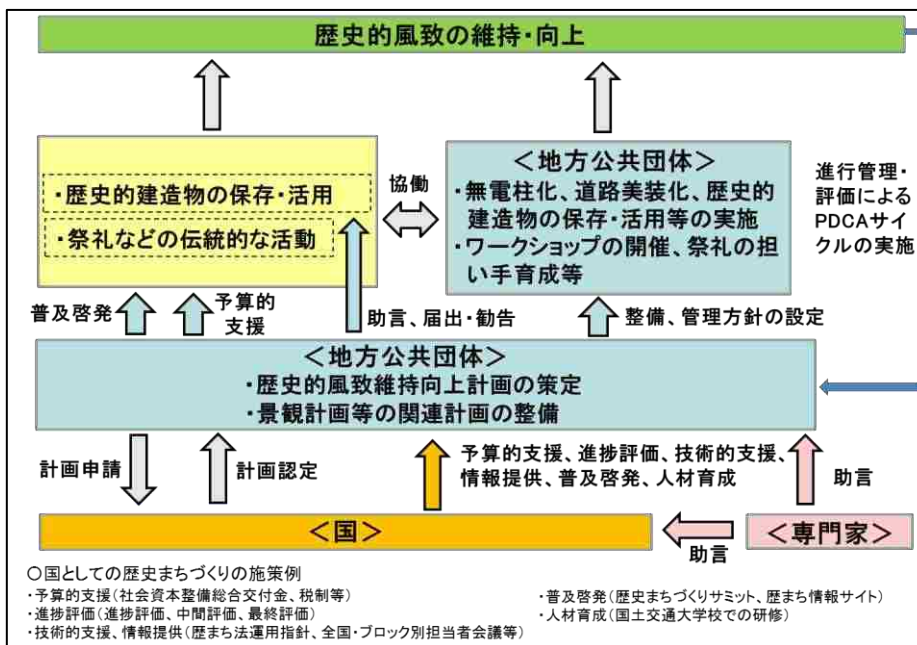 歴史的風致の維持・向上
・歴史的建造物の保存・活用
・祭礼などの伝統的な活動
協働
＜地方公共団体＞
・無電柱化、道路美装化、歴史的
建造物の保存・活用等の実施
・ワークショップの開催、祭礼の担
い手育成等
進行管理・
評価による
PDCAサイ
クルの実施
普及啓発
予算的
支援
助言、届出・勧告
整備、管理方針の設定
＜地方公共団体＞
・歴史的風致維持向上計画の策定
・景観計画等の関連計画の整備
計画申請
計画認定
予算的支援、進捗評価、技術的支援、
情報提供、普及啓発、人材育成
助言
＜国＞
助言
＜専門家＞
○国としての歴史まちづくりの施策例
・予算的支援(社会資本整備総合交付金、税制等)
・進捗評価(進捗評価、中間評価、最終評価)
・技術的支援、情報提供(歴まち法運用指針、全国・ブロック別担当者会議等)
・普及啓発(歴史まちづくりサミット、歴まち情報サイト)
・人材育成(国土交通大学校での研修)